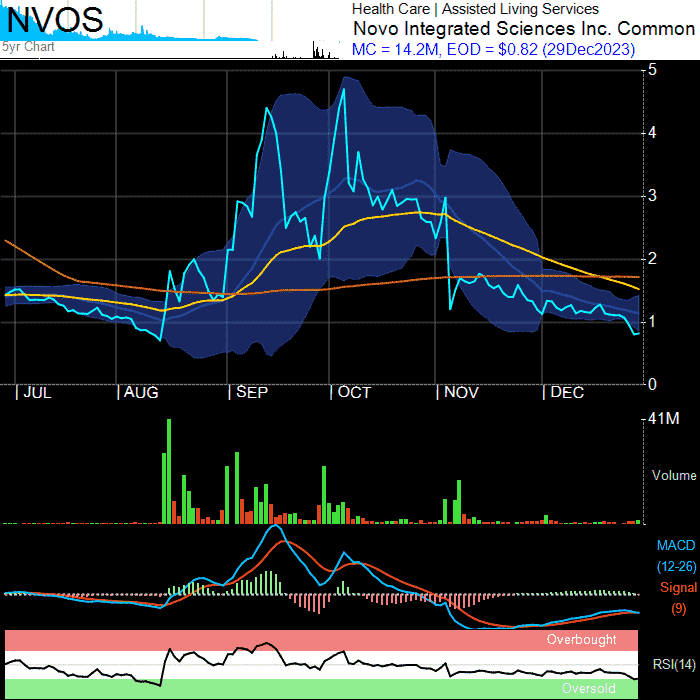 NVOS
Health Care | Assisted Living Services
Novo Integrated Sciences Inc. Common
MC = 14.2M, EOD = $0.82 (29Dec2023)
5yr Chart
5
4
3
2
1
0
JUL AUG SEP OCT NOV DEC
41M
Volume
MACD
(12-26)
Signal
(9)
Overbought
RSI(14)
Oversold